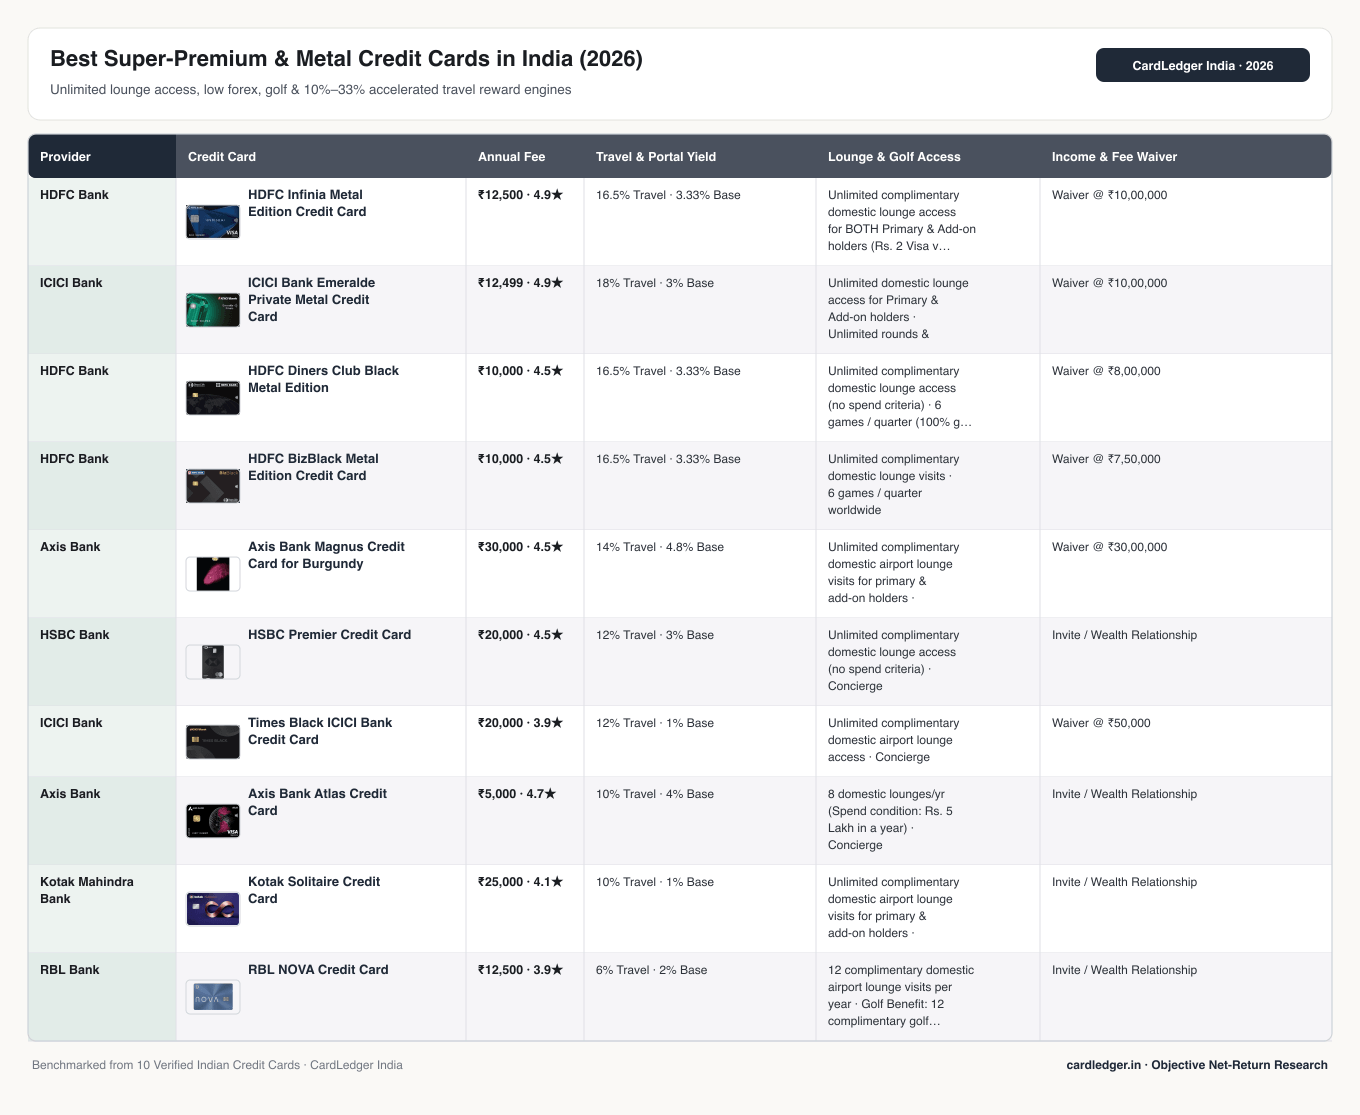 Best Super-Premium & Metal Credit Cards in India (2026)
Unlimited lounge access, low forex, golf & 10%–33% accelerated travel reward engines
CardLedger India · 2026
Provider
Credit Card
Annual Fee
Travel & Portal Yield
Lounge & Golf Access
Income & Fee Waiver
HDFC Bank
HDFC Infinia Metal
Edition Credit Card
₹12,500 · 4.9★
16.5% Travel · 3.33% Base
Unlimited complimentary
domestic lounge access
for BOTH Primary & Add-on
holders (Rs. 2 Visa v…
Waiver @ ₹10,00,000
ICICI Bank
ICICI Bank Emeralde
Private Metal Credit
Card
₹12,499 · 4.9★
18% Travel · 3% Base
Unlimited domestic lounge
access for Primary &
Add-on holders ·
Unlimited rounds &
Waiver @ ₹10,00,000
HDFC Bank
HDFC Diners Club Black
Metal Edition
₹10,000 · 4.5★
16.5% Travel · 3.33% Base
Unlimited complimentary
domestic lounge access
(no spend criteria) · 6
games / quarter (100% g…
Waiver @ ₹8,00,000
HDFC Bank
HDFC BizBlack Metal
Edition Credit Card
₹10,000 · 4.5★
16.5% Travel · 3.33% Base
Unlimited complimentary
domestic lounge visits ·
6 games / quarter
worldwide
Waiver @ ₹7,50,000
Axis Bank
Axis Bank Magnus Credit
Card for Burgundy
₹30,000 · 4.5★
14% Travel · 4.8% Base
Unlimited complimentary
domestic airport lounge
visits for primary &
add-on holders ·
Waiver @ ₹30,00,000
HSBC Bank
HSBC Premier Credit Card
₹20,000 · 4.5★
12% Travel · 3% Base
Unlimited complimentary
domestic lounge access
(no spend criteria) ·
Concierge
Invite / Wealth Relationship
ICICI Bank
Times Black ICICI Bank
Credit Card
₹20,000 · 3.9★
12% Travel · 1% Base
Unlimited complimentary
domestic airport lounge
access · Concierge
Waiver @ ₹50,000
Axis Bank
VISA
Axis Bank Atlas Credit
Card
₹5,000 · 4.7★
10% Travel · 4% Base
8 domestic lounges/yr
(Spend condition: Rs. 5
Lakh in a year) ·
Concierge
Invite / Wealth Relationship
Kotak Mahindra
Bank
Kotak Solitaire Credit
Card
₹25,000 · 4.1★
10% Travel · 1% Base
Unlimited complimentary
domestic airport lounge
visits for primary &
add-on holders ·
Invite / Wealth Relationship
RBL Bank
NOVA
RBL NOVA Credit Card
₹12,500 · 3.9★
6% Travel · 2% Base
12 complimentary domestic
airport lounge visits per
year · Golf Benefit: 12
complimentary golf…
Invite / Wealth Relationship
Benchmarked from 10 Verified Indian Credit Cards · CardLedger India
cardledger.in · Objective Net-Return Research